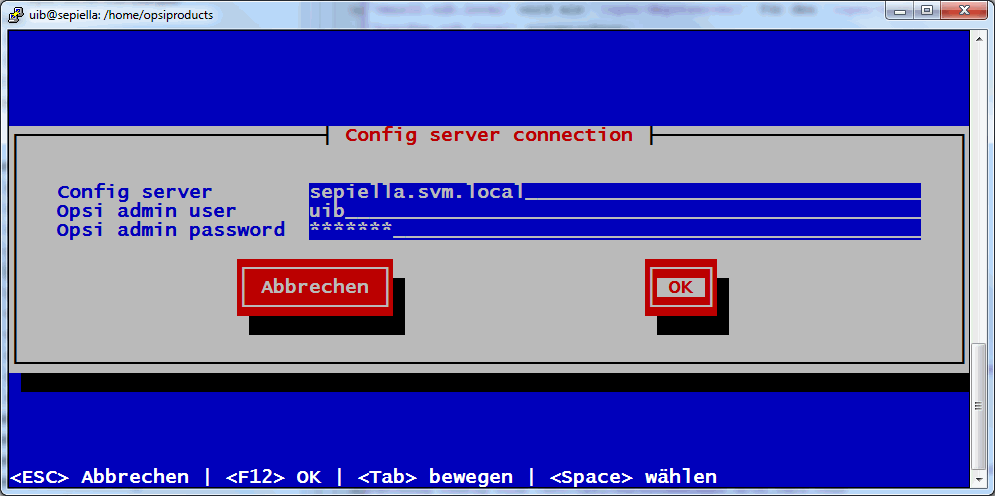 uib@sepiella: /home/opsiproducts
Config server connection
Config server sepiella.svm.local
Opsi admin user uib
Opsi admin password *******
Abbrechen OK
<ESC> Abbrechen | <F12> OK | <Tab> bewegen | <Space> wählen